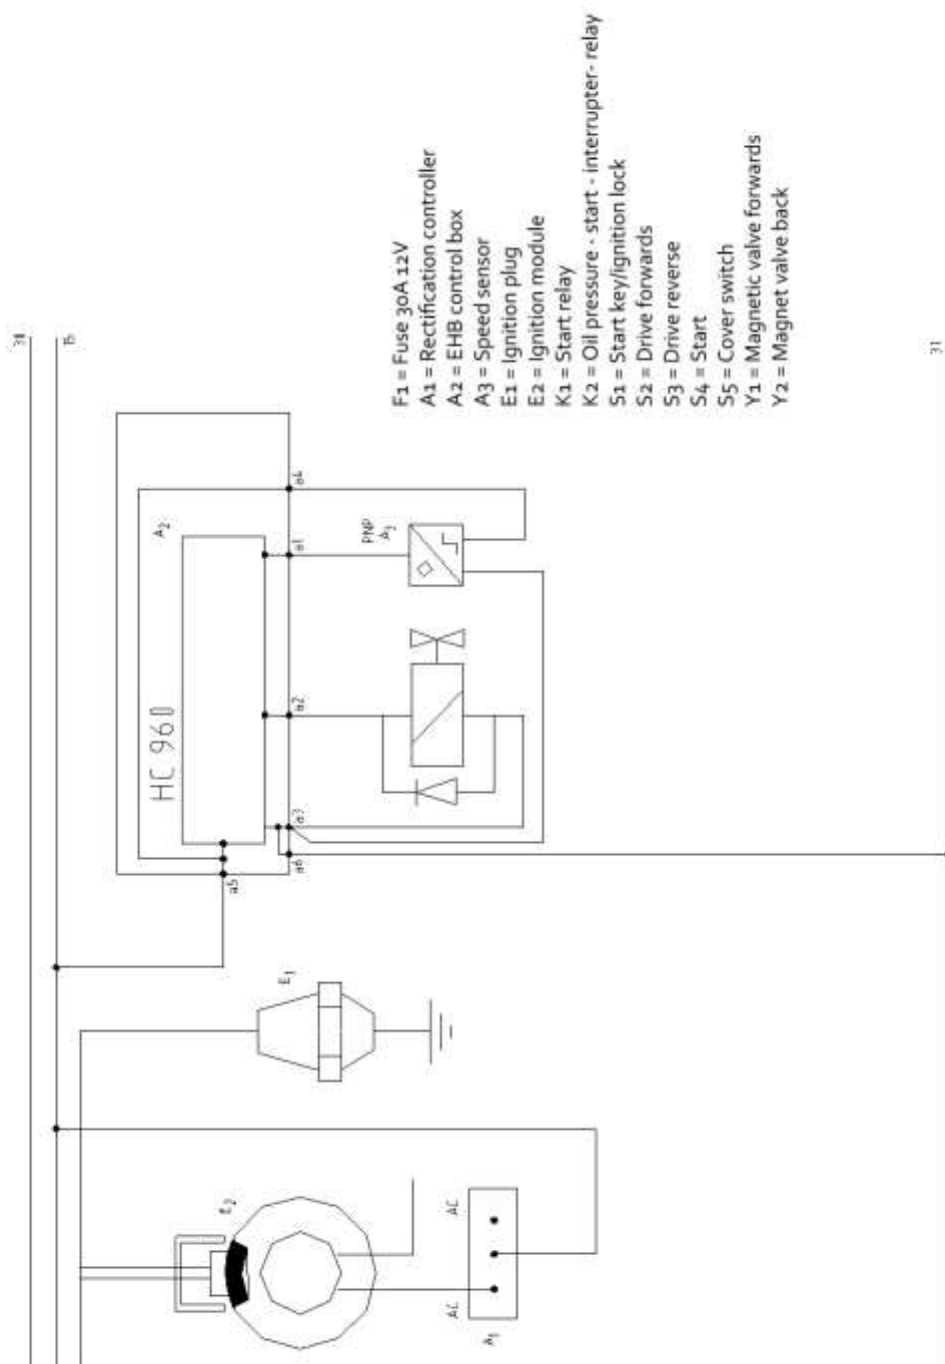 15
HC 960
A2
E2
a5
E1
a6
a3
a2
a1
a4
PNP
A3
F1 = Fuse 30A 12V
A1 = Rectification controller
A2 = EHB control box
A3 = Speed sensor
E1 = Ignition plug
E2 = Ignition module
K1 = Start relay
K2 = Oil pressure - start - interrupter- relay
S1 = Start key/ignition lock
S2 = Drive forwards
S3 = Drive reverse
S4 = Start
S5 = Cover switch
Y1 = Magnetic valve forwards
Y2 = Magnet valve back
AC
AC
A1
31